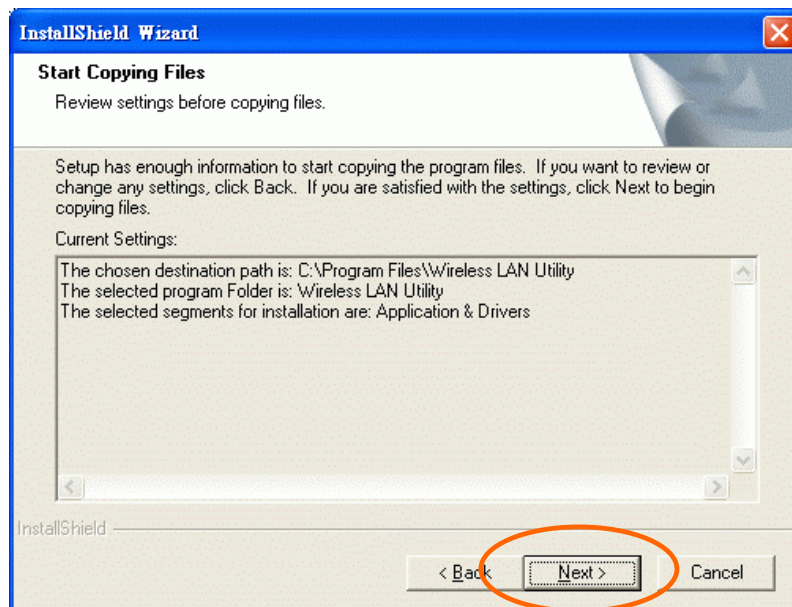 InstallShield Wizard
Start Copying Files
Review settings before copying files.
Setup has enough information to start copying the program files. If you want to review or
change any settings, click Back. If you are satisfied with the settings, click Next to begin
copying files.
Current Settings:
The chosen destination path is: C:\Program Files\Wireless LAN Utility
The selected program Folder is: Wireless LAN Utility
The selected segments for installation are: Application & Drivers
InstallShield
< Back Next > Cancel